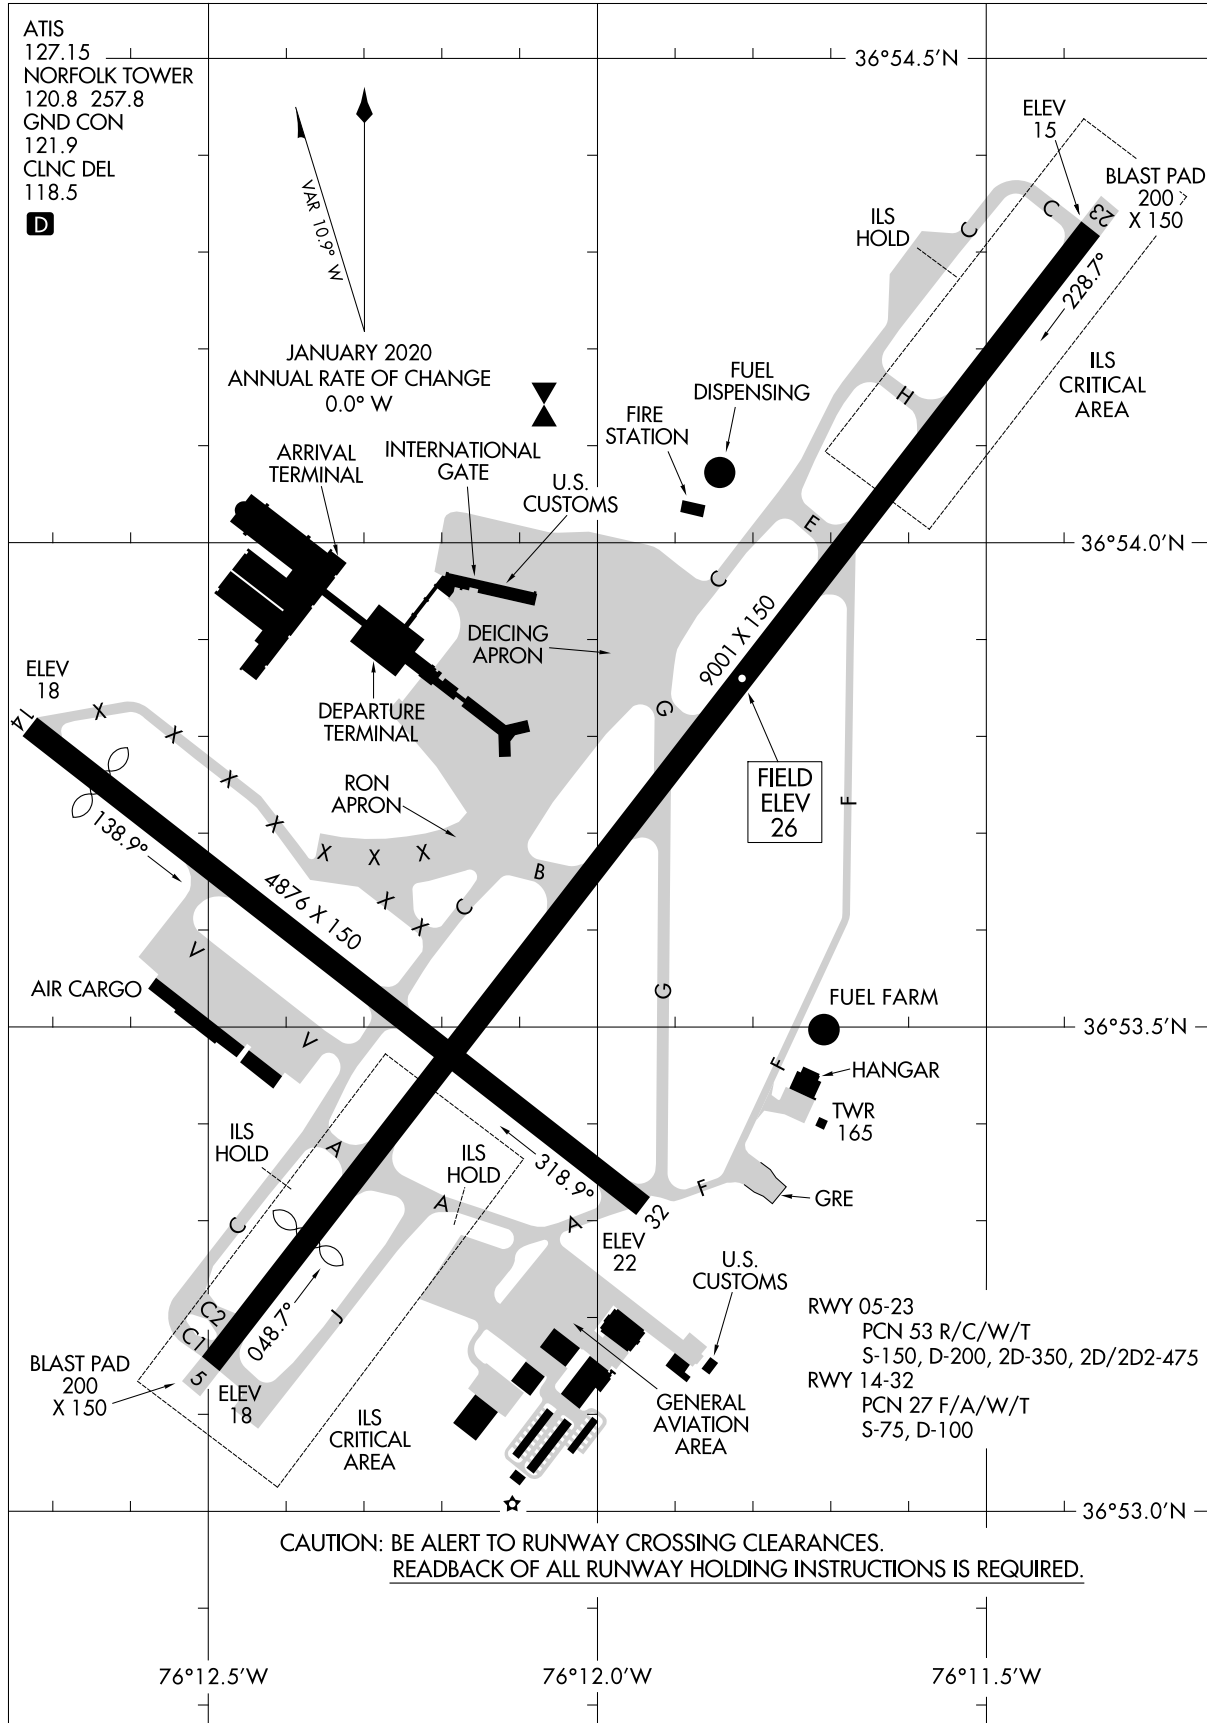 ATIS
127.15
NORFOLK TOWER
120.8 257.8
GND CON
121.9
CLNC DEL
118.5
D
VAR 10.9° W
JANUARY 2020
ANNUAL RATE OF CHANGE
0.0° W
36°54.5'N
ELEV
15
BLAST PAD
200
X 150
23
C
C
ILS
HOLD
228.7°
ILS
CRITICAL
AREA
H
FUEL
DISPENSING
FIRE
STATION
ARRIVAL
TERMINAL
INTERNATIONAL
GATE
U.S.
CUSTOMS
E
36°54.0'N
C
9001 X 150
DEICING
APRON
ELEV
18
14
X
X
X
X
X
X
X
X
X
DEPARTURE
TERMINAL
G
RON
APRON
FIELD
ELEV
26
F
138.9°
4876 X 150
B
C
V
AIR CARGO
V
G
FUEL FARM
36°53.5'N
F
HANGAR
TWR
165
ILS
HOLD
A
ILS
HOLD
318.9°
A
F
GRE
C
A
32
ELEV
22
U.S.
CUSTOMS
C2
C1
048.7°
J
BLAST PAD
200
X 150
5
ELEV
18
ILS
CRITICAL
AREA
GENERAL
AVIATION
AREA
RWY 05-23
PCN 53 R/C/W/T
S-150, D-200, 2D-350, 2D/2D2-475
RWY 14-32
PCN 27 F/A/W/T
S-75, D-100
36°53.0'N
CAUTION: BE ALERT TO RUNWAY CROSSING CLEARANCES.
READBACK OF ALL RUNWAY HOLDING INSTRUCTIONS IS REQUIRED.
76°12.5'W
76°12.0'W
76°11.5'W